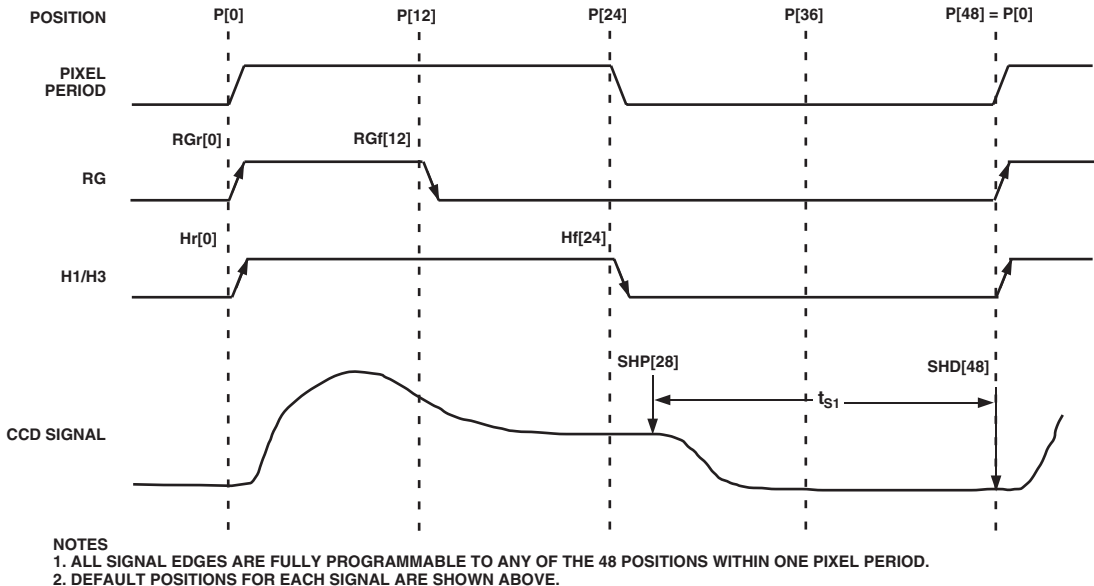 POSITION P[0] P[12] P[24] P[36] P[48] = P[0]
PIXEL
PERIOD
RGr[0] RGf[12]
RG
Hr[0] Hf[24]
H1/H3
SHP[28] SHD[48]
tS1
CCD SIGNAL
NOTES
1. ALL SIGNAL EDGES ARE FULLY PROGRAMMABLE TO ANY OF THE 48 POSITIONS WITHIN ONE PIXEL PERIOD.
2. DEFAULT POSITIONS FOR EACH SIGNAL ARE SHOWN ABOVE.